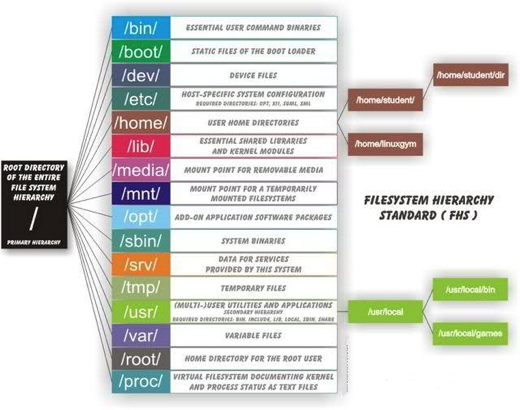 /bin/ ESSENTIAL USER COMMAND BINARIES
/boot/ STATIC FILES OF THE BOOT LOADER
/dev/ DEVICE FILES
/etc/ HOST-SPECIFIC SYSTEM CONFIGURATION
REQUIRED DIRECTORIES: OPT, XII, SGML, XML
/home/ USER HOME DIRECTORIES
/home/student/
/home/student/dir
/home/linuxgym
/lib/ ESSENTIAL SHARED LIBRARIES
AND KERNEL MODULES
/media/ MOUNT POINT FOR REMOVABLE MEDIA
/mnt/ MOUNT POINT FOR A TEMPORARILY
MOUNTED FILESYSTEMS
/opt/ ADD-ON APPLICATION SOFTWARE PACKAGES
/sbin/ SYSTEM BINARIES
/srv/ DATA FOR SERVICES
PROVIDED BY THIS SYSTEM
/tmp/ TEMPORARY FILES
/usr/ (MULTI-)USER UTILITIES AND APPLICATIONS
SECONDARY HIERARCHY
REQUIRED DIRECTORIES: BIN, INCLUDE, LIB, LOCAL, SBIN, SHARE
/usr/local
/usr/local/bin
/usr/local/games
/var/ VARIABLE FILES
/root/ HOME DIRECTORY FOR THE ROOT USER
/proc/ VIRTUAL FILESYSTEM DOCUMENTING KERNEL
AND PROCESS STATUS AS TEXT FILES
ROOT DIRECTORY
OF THE ENTIRE
FILE SYSTEM
HIERARCHY
/
PRIMARY HIERARCHY
FILESYSTEM HIERARCHY
STANDARD ( FHS )